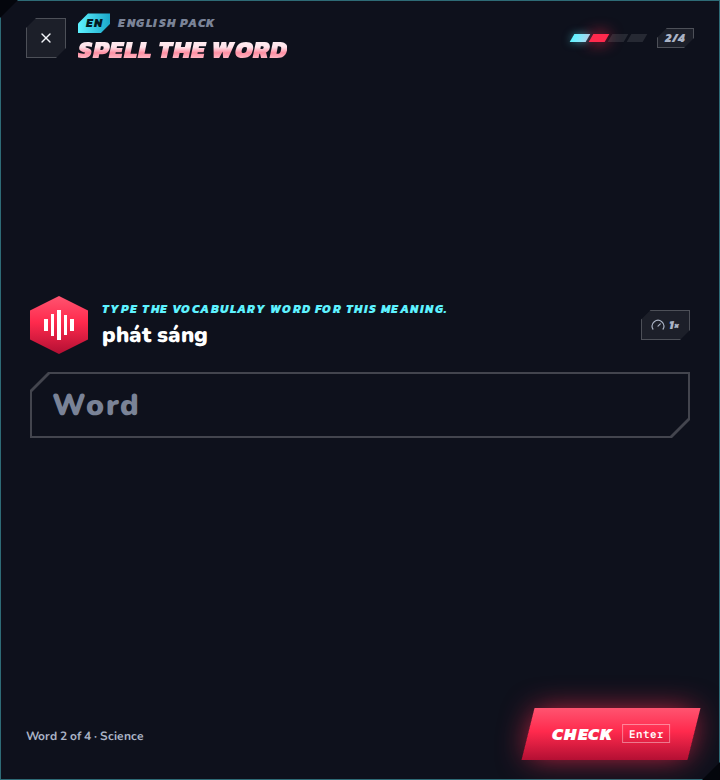 EN ENGLISH PACK
SPELL THE WORD
2/4
TYPE THE VOCABULARY WORD FOR THIS MEANING.
phát sáng
1×
Word
Word 2 of 4 · Science
CHECK Enter